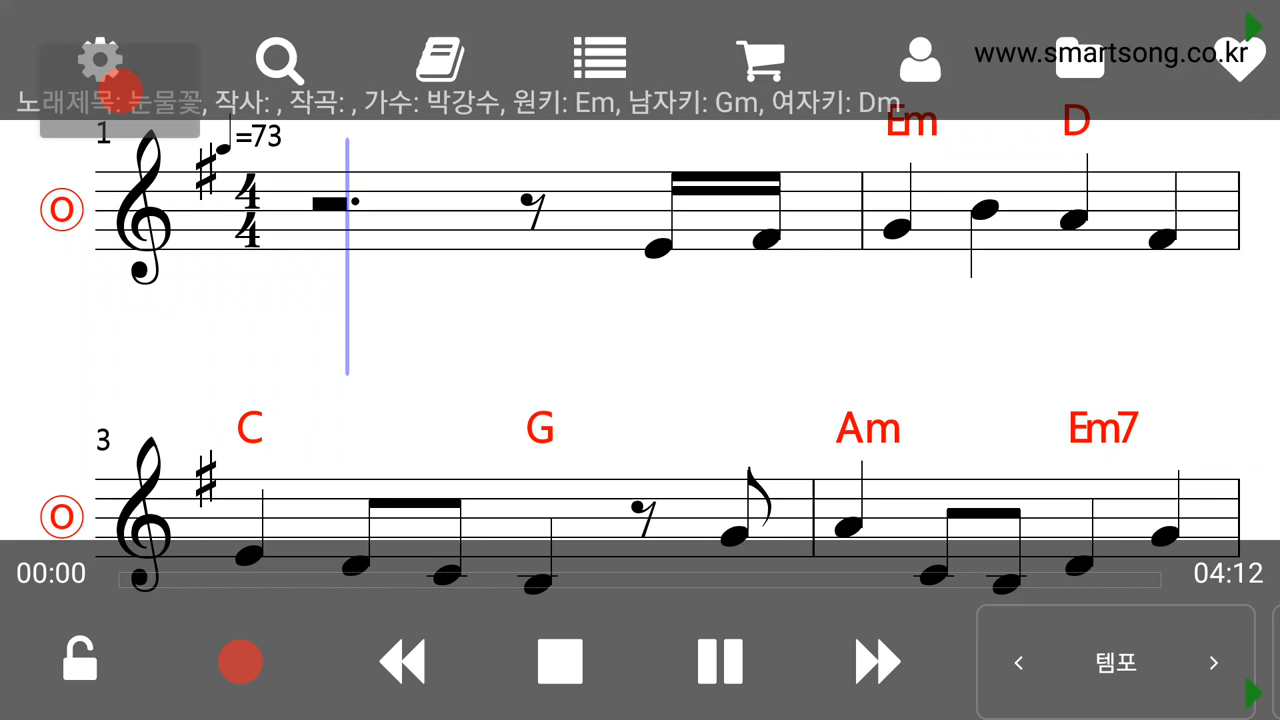 www.smartsong.co.kr
노래제목: 눈물꽃, 작사: , 작곡: , 가수: 박강수, 원키: Em, 남자키: Gm, 여자키: Dm
Em D
1 =73
4
4
O
C G Am Em7
3
O
00:00 04:12
템포